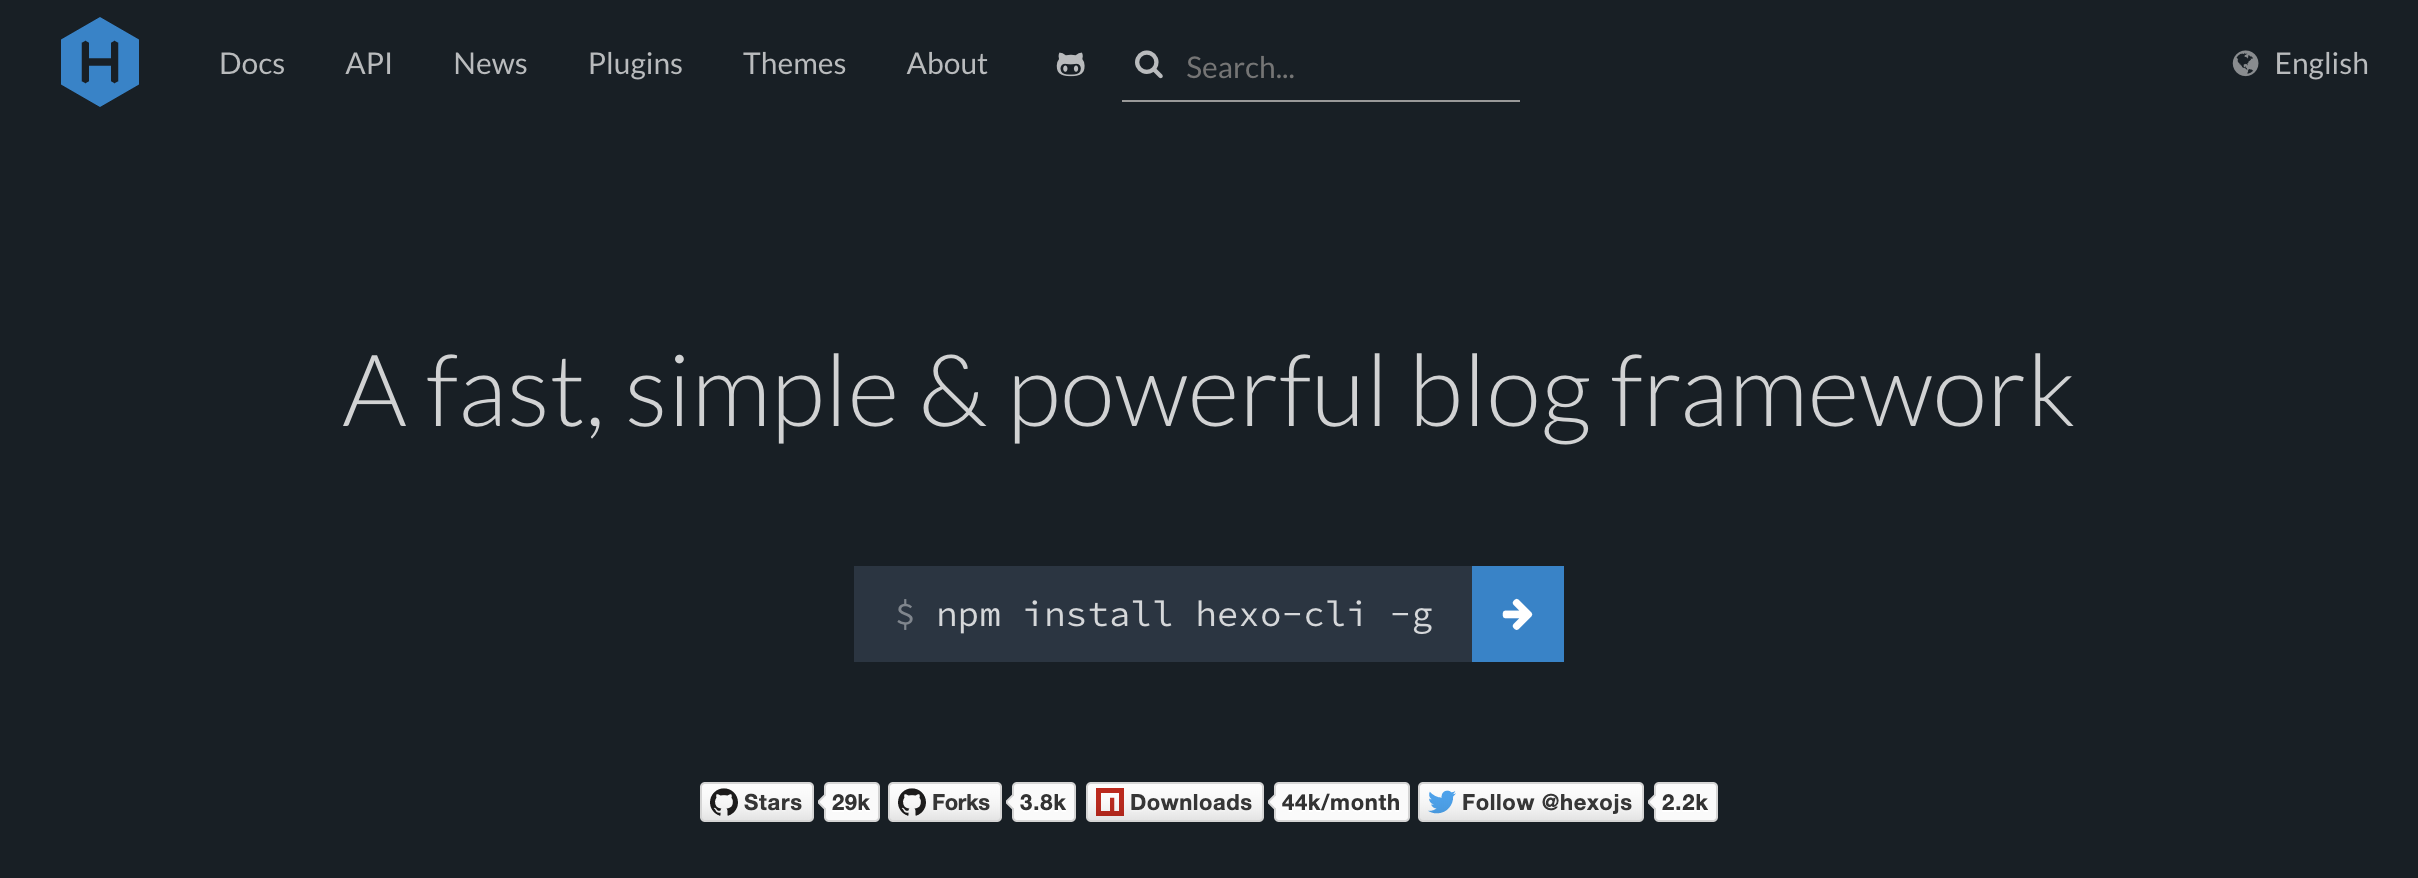 H Docs API News Plugins Themes About Search... English
A fast, simple & powerful blog framework
$ npm install hexo-cli -g
Stars 29k Forks 3.8k Downloads 44k/month Follow @hexojs 2.2k